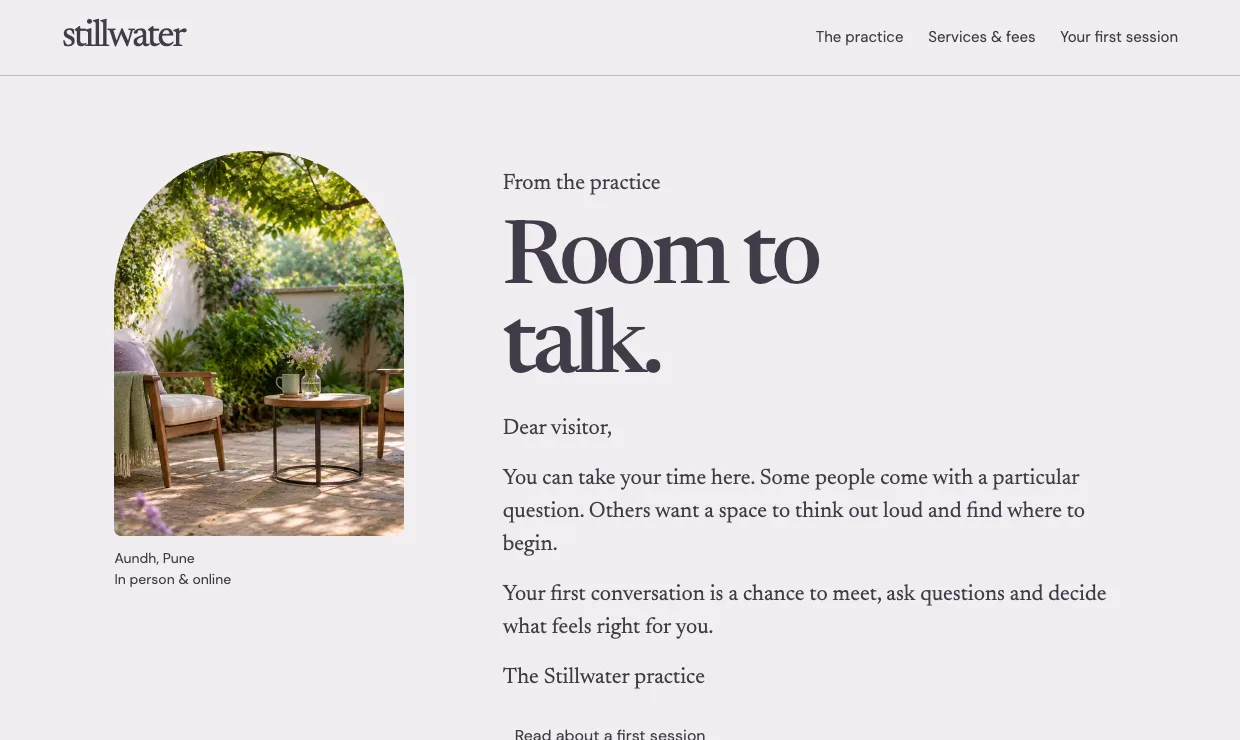 stillwater
The practice
Services & fees
Your first session
From the practice
Room to
talk.
Dear visitor,
You can take your time here. Some people come with a particular
question. Others want a space to think out loud and find where to
begin.
Your first conversation is a chance to meet, ask questions and decide
what feels right for you.
The Stillwater practice
Read about a first session
Aundh, Pune
In person & online